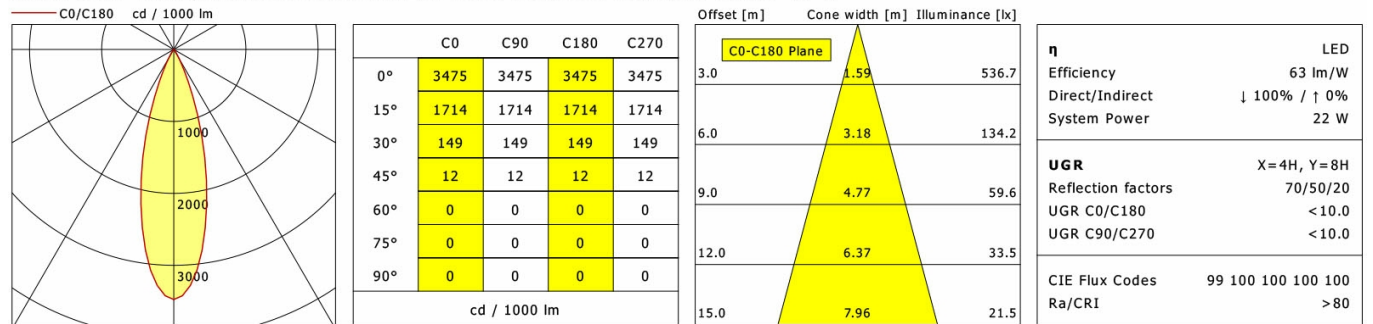 C0/C180 cd / 1000 lm
1000
2000
3000
C0 C90 C180 C270
0° 3475 3475 3475 3475
15° 1714 1714 1714 1714
30° 149 149 149 149
45° 12 12 12 12
60° 0 0 0 0
75° 0 0 0 0
90° 0 0 0 0
cd / 1000 lm
Offset [m] Cone width [m] Illuminance [lx]
C0-C180 Plane
3.0 1.59 536.7
6.0 3.18 134.2
9.0 4.77 59.6
12.0 6.37 33.5
15.0 7.96 21.5
η LED
Efficiency 63 lm/W
Direct/Indirect ↓ 100% / ↑ 0%
System Power 22 W
UGR X=4H, Y=8H
Reflection factors 70/50/20
UGR C0/C180 <10.0
UGR C90/C270 <10.0
CIE Flux Codes 99 100 100 100 100
Ra/CRI >80